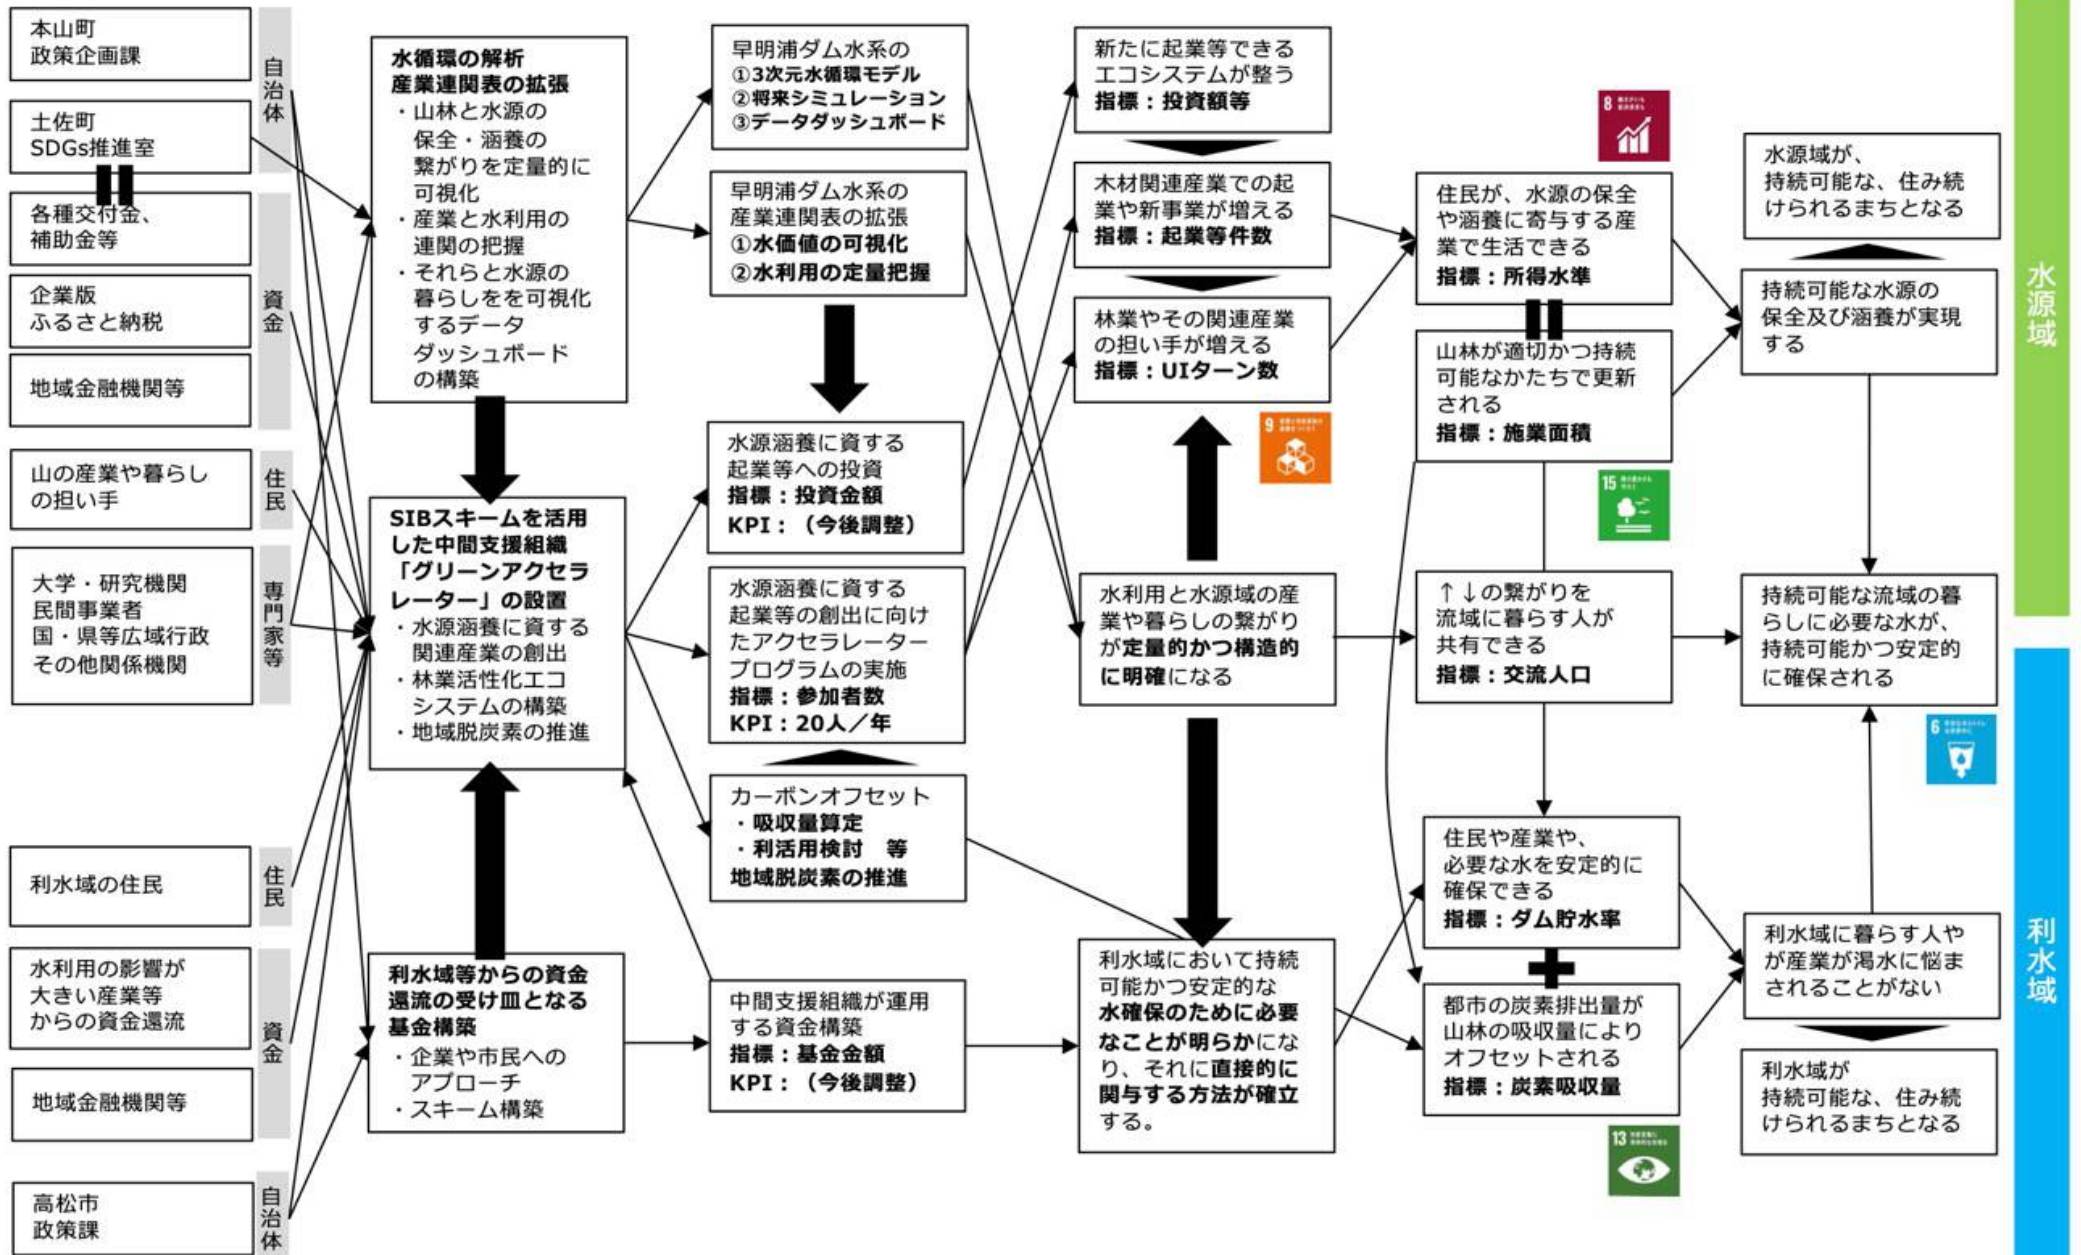 本山町
政策企画課
土佐町
SDGs推進室
各種交付金、
補助金等
企業版
ふるさと納税
地域金融機関等
山の産業や暮らし
の担い手
大学・研究機関
民間事業者
国・県等広域行政
その他関係機関
利水域の住民
水利用の影響が
大きい産業等
からの資金還流
地域金融機関等
高松市
政策課
自治体
資金
住民
専門家等
住民
資金
自治体
水循環の解析
産業連関表の拡張
・山林と水源の
保全・涵養の
繋がりを定量的に
可視化
・産業と水利用の
連関の把握
・それらと水源の
暮らしをを可視化
するデータ
ダッシュボード
の構築
SIBスキームを活用
した中間支援組織
「グリーンアクセラ
レーター」の設置
・水源涵養に資する
関連産業の創出
・林業活性化エコ
システムの構築
・地域脱炭素の推進
利水域等からの資金
還流の受け皿となる
基金構築
・企業や市民への
アプローチ
・スキーム構築
早明浦ダム水系の
①3次元水循環モデル
②将来シミュレーション
③データダッシュボード
早明浦ダム水系の
産業連関表の拡張
①水価値の可視化
②水利用の定量把握
水源涵養に資する
起業等への投資
指標：投資金額
KPI：（今後調整）
水源涵養に資する
起業等の創出に向け
たアクセラレーター
プログラムの実施
指標：参加者数
KPI：20人／年
カーボンオフセット
・吸収量算定
・利活用検討　等
地域脱炭素の推進
中間支援組織が運用
する資金構築
指標：基金金額
KPI：（今後調整）
新たに起業等できる
エコシステムが整う
指標：投資額等
木材関連産業での起
業や新事業が増える
指標：起業等件数
林業やその関連産業
の担い手が増える
指標：UIターン数
9
水利用と水源域の産
業や暮らしの繋がり
が定量的かつ構造的
に明確になる
利水域において持続
可能かつ安定的な
水確保のために必要
なことが明らかにな
り、それに直接的に
関与する方法が確立
する。
8
住民が、水源の保全
や涵養に寄与する産
業で生活できる
指標：所得水準
山林が適切かつ持続
可能なかたちで更新
される
指標：施業面積
15
↑↓の繋がりを
流域に暮らす人が
共有できる
指標：交流人口
住民や産業や、
必要な水を安定的に
確保できる
指標：ダム貯水率
都市の炭素排出量が
山林の吸収量により
オフセットされる
指標：炭素吸収量
13
水源域が、
持続可能な、住み続
けられるまちとなる
持続可能な水源の
保全及び涵養が実現
する
持続可能な流域の暮
らしに必要な水が、
持続可能かつ安定的
に確保される
6
利水域に暮らす人や
が産業が渇水に悩ま
されることがない
利水域が
持続可能な、住み続
けられるまちとなる
水源域
利水域